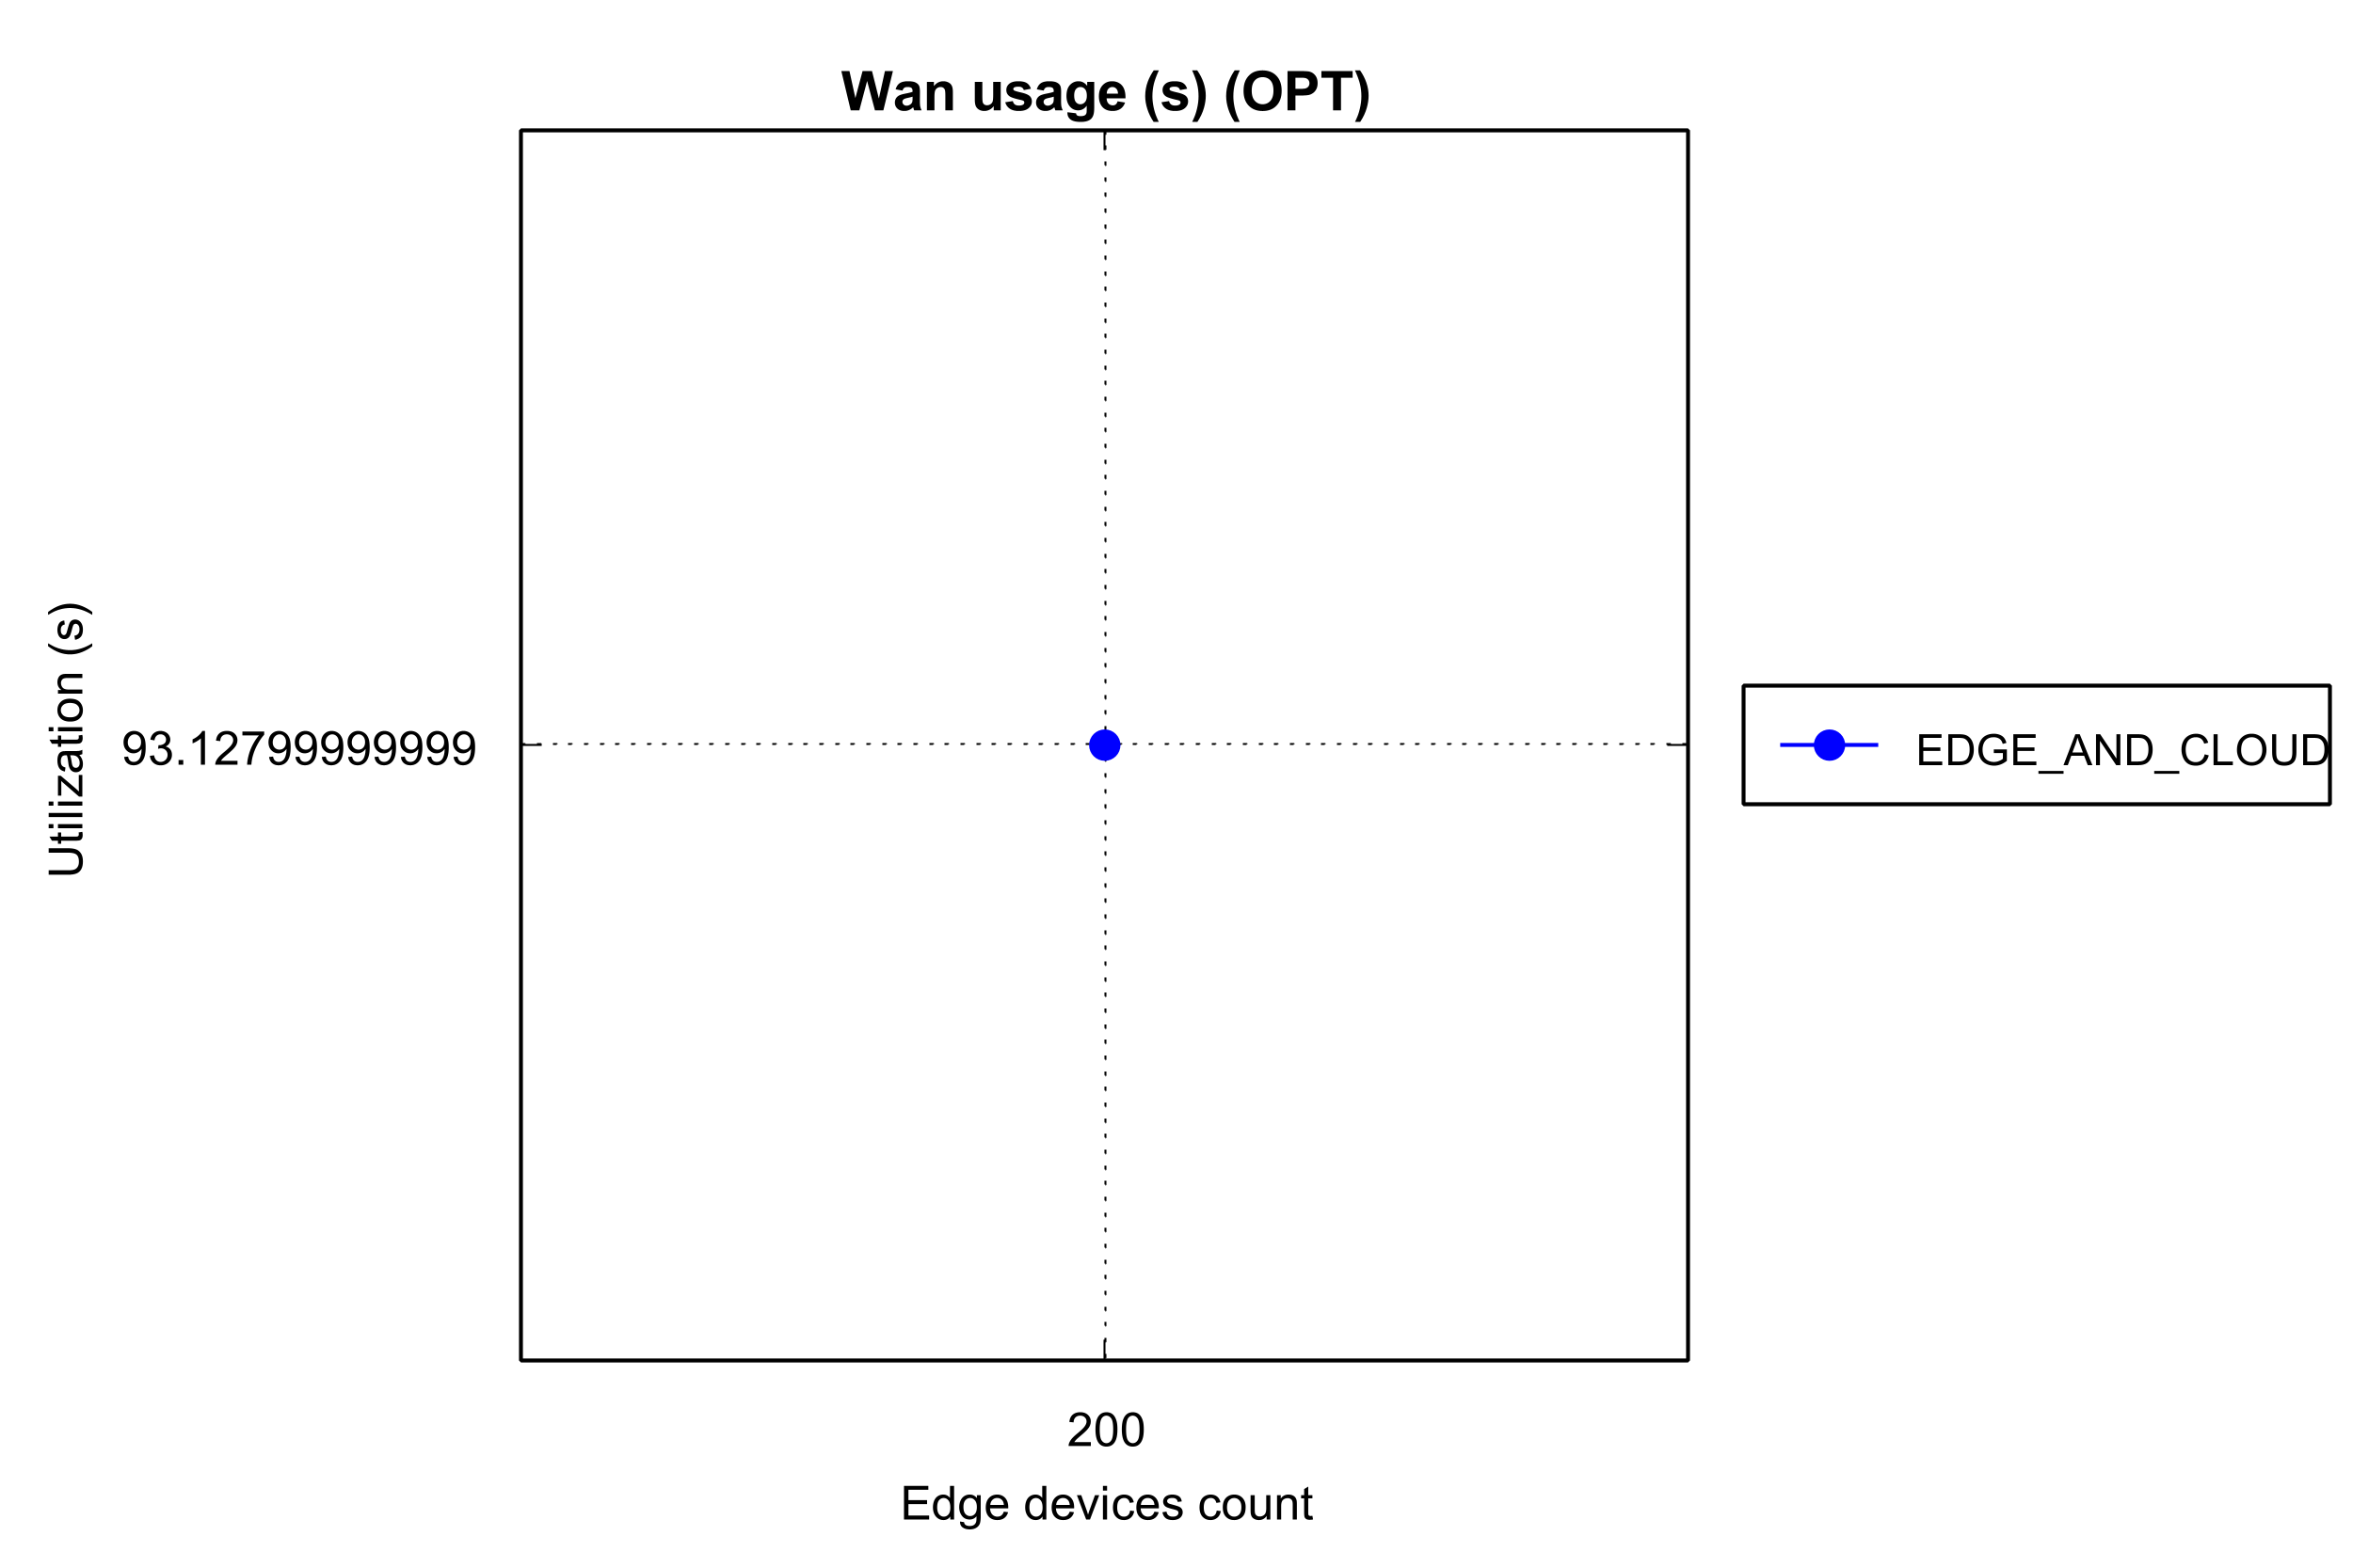 Wan usage (s) (OPT)
Utilization (s)
93.12799999999
EDGE_AND_CLOUD
200
Edge devices count